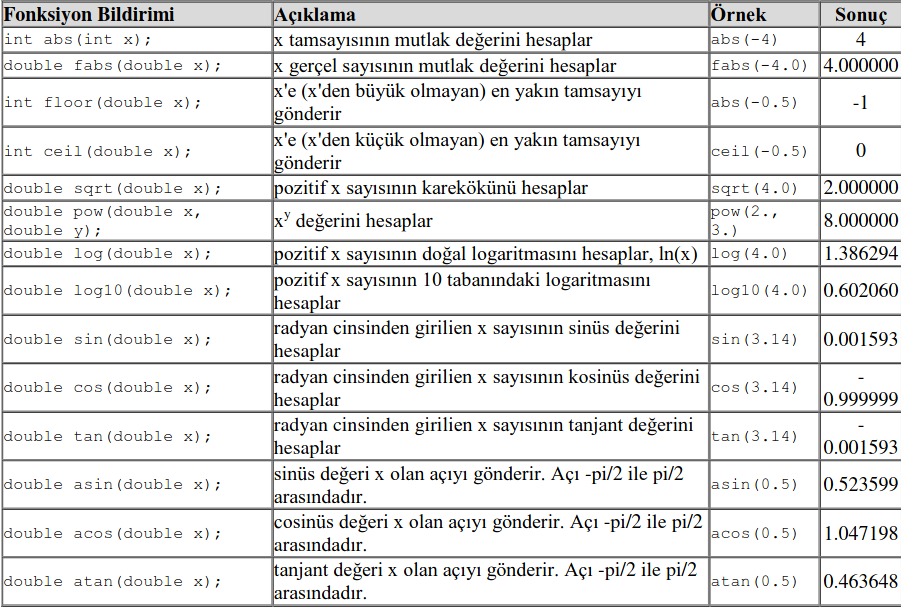 Fonksiyon Bildirimi Açıklama Örnek Sonuç
int abs(int x); x tamsayısının mutlak değerini hesaplar abs(-4) 4
double fabs(double x); x gerçel sayısının mutlak değerini hesaplar fabs(-4.0) 4.000000
int floor(double x); x'e (x'den büyük olmayan) en yakın tamsayıyı
gönderir abs(-0.5) -1
int ceil(double x); x'e (x'den küçük olmayan) en yakın tamsayıyı
gönderir ceil(-0.5) 0
double sqrt(double x); pozitif x sayısının karekökünü hesaplar sqrt(4.0) 2.000000
double pow(double x,
double y); xʸ değerini hesaplar pow(2.,
3.) 8.000000
double log(double x); pozitif x sayısının doğal logaritmasını hesaplar, ln(x) log(4.0) 1.386294
double log10(double x); pozitif x sayısının 10 tabanındaki logaritmasını
hesaplar log10(4.0) 0.602060
double sin(double x); radyan cinsinden girilien x sayısının sinüs değerini
hesaplar sin(3.14) 0.001593
double cos(double x); radyan cinsinden girilien x sayısının kosinüs değerini
hesaplar cos(3.14) -
0.999999
double tan(double x); radyan cinsinden girilien x sayısının tanjant değerini
hesaplar tan(3.14) -
0.001593
double asin(double x); sinüs değeri x olan açıyı gönderir. Açı -pi/2 ile pi/2
arasındadır. asin(0.5) 0.523599
double acos(double x); cosinüs değeri x olan açıyı gönderir. Açı -pi/2 ile pi/2
arasındadır. acos(0.5) 1.047198
double atan(double x); tanjant değeri x olan açıyı gönderir. Açı -pi/2 ile pi/2
arasındadır. atan(0.5) 0.463648